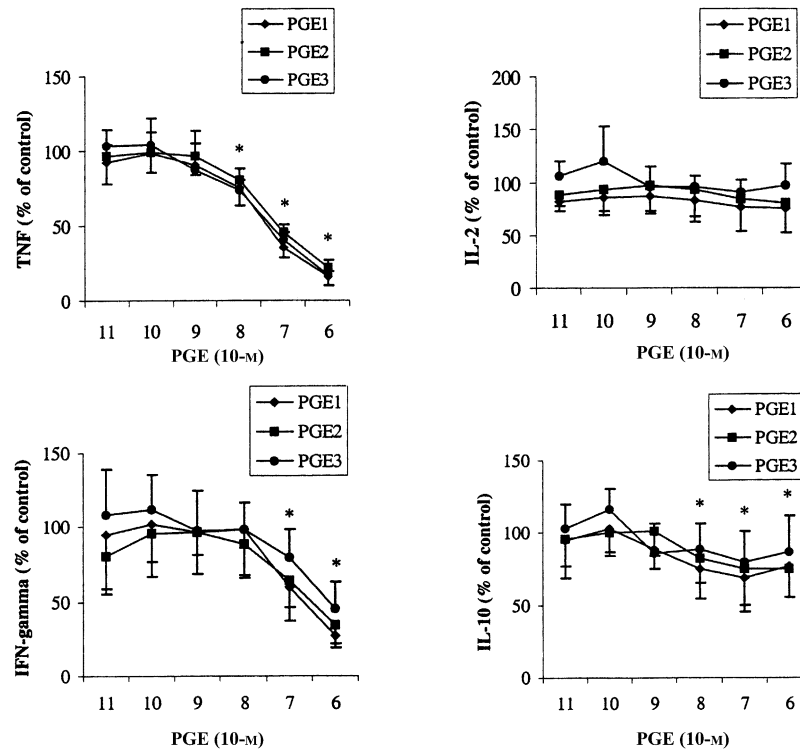 PGE1
PGE2
PGE3
TNF (% of control)
150
100
50
0
*
*
*
11 10 9 8 7 6
PGE (10-M)
PGE1
PGE2
PGE3
IL-2 (% of control)
200
150
100
50
0
11 10 9 8 7 6
PGE (10-M)
PGE1
PGE2
PGE3
IFN-gamma (% of control)
150
100
50
0
*
*
11 10 9 8 7 6
PGE (10-M)
PGE1
PGE2
PGE3
IL-10 (% of control)
150
100
50
0
*
*
*
11 10 9 8 7 6
PGE (10-M)